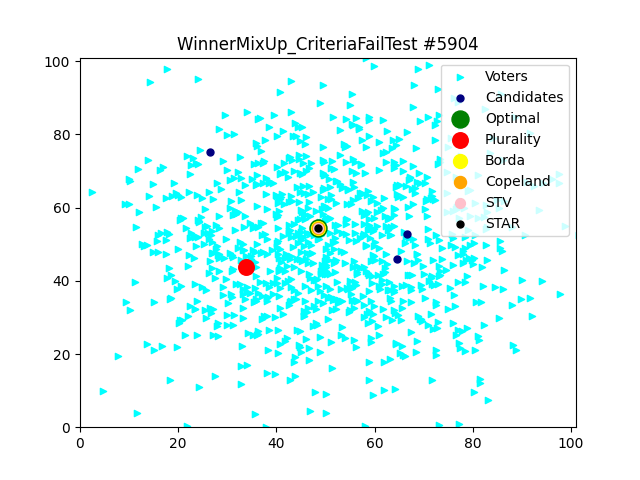 WinnerMixUp_CriteriaFailTest #5904
100
80
60
40
20
0
0 20 40 60 80 100
Voters
Candidates
Optimal
Plurality
Borda
Copeland
STV
STAR